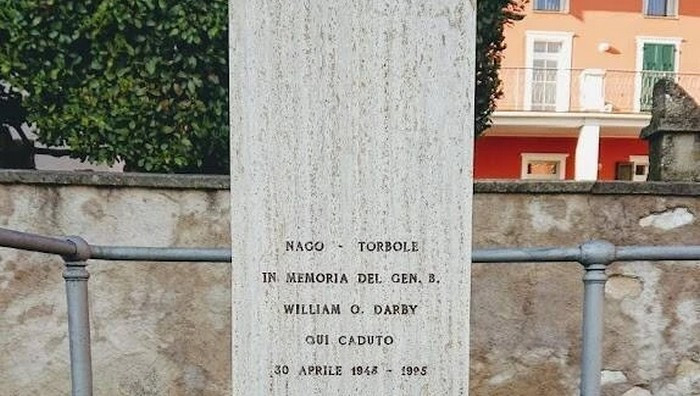 NAGO - TORBOLE
IN MEMORIA DEL GEN. B.
WILLIAM O. DARBY
QUI CADUTO
30 APRILE 1945 - 1995